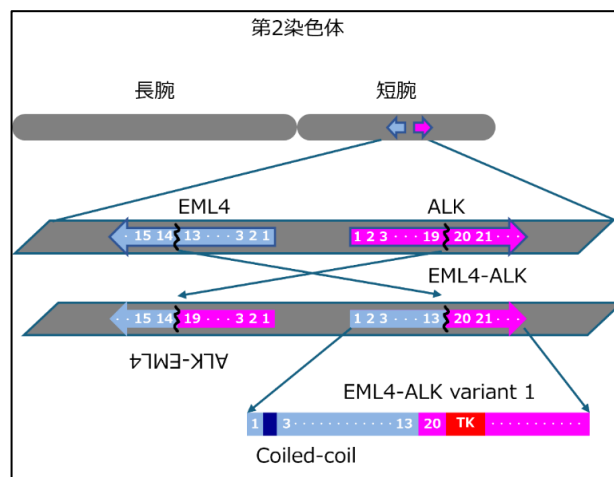 第2染色体
長腕 短腕
EML4 ALK
· · 15 14 13 · · · 3 2 1 1 2 3 · · · 19 20 21 · · ·
EML4-ALK
· · 15 14 19 · · · · 3 2 1 1 2 3 · · · · 13 20 21 · · ·
ALK-EML4
EML4-ALK variant 1
1 3 · · · · · · · · · · · · 13 20 TK · · · · · · · · · · · ·
Coiled-coil